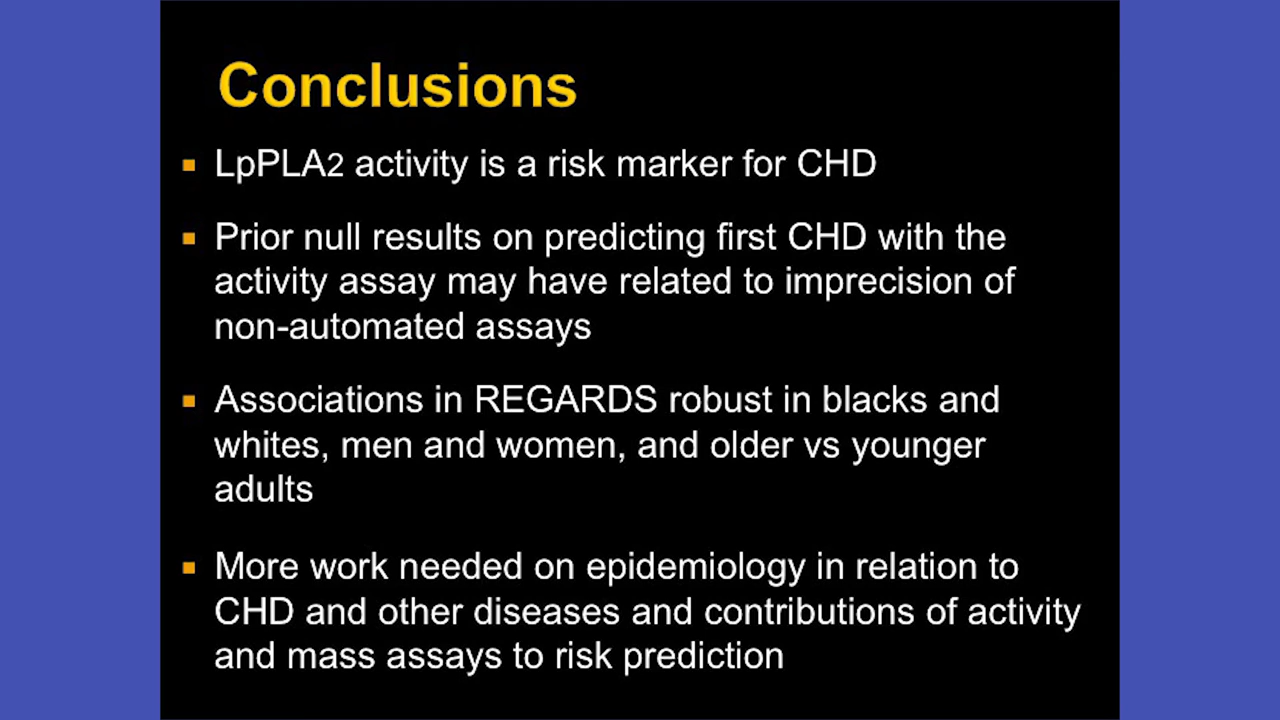 Conclusions
▪ LpPLA2 activity is a risk marker for CHD
▪ Prior null results on predicting first CHD with the
activity assay may have related to imprecision of
non-automated assays
▪ Associations in REGARDS robust in blacks and
whites, men and women, and older vs younger
adults
▪ More work needed on epidemiology in relation to
CHD and other diseases and contributions of activity
and mass assays to risk prediction